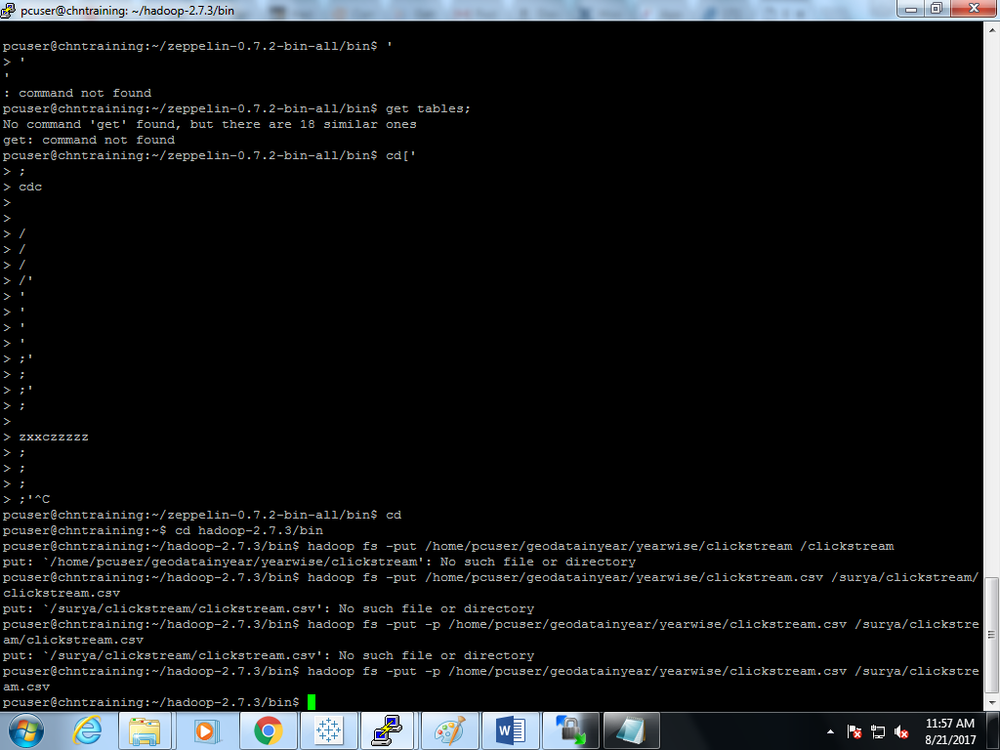 pcuser@chntraining: ~/hadoop-2.7.3/bin
pcuser@chntraining:~/zeppelin-0.7.2-bin-all/bin$ '
> '
'
: command not found
pcuser@chntraining:~/zeppelin-0.7.2-bin-all/bin$ get tables;
No command 'get' found, but there are 18 similar ones
get: command not found
pcuser@chntraining:~/zeppelin-0.7.2-bin-all/bin$ cd['
> ;
> cdc
>
>
> /
> /
> /
> /'
> '
> '
> '
> '
> ;'
> ;
> ;'
> ;
>
> zxxczzzzz
> ;
> ;
> ;
> ;'^C
pcuser@chntraining:~/zeppelin-0.7.2-bin-all/bin$ cd
pcuser@chntraining:~$ cd hadoop-2.7.3/bin
pcuser@chntraining:~/hadoop-2.7.3/bin$ hadoop fs -put /home/pcuser/geodatainyear/yearwise/clickstream /clickstream
put: `/home/pcuser/geodatainyear/yearwise/clickstream': No such file or directory
pcuser@chntraining:~/hadoop-2.7.3/bin$ hadoop fs -put /home/pcuser/geodatainyear/yearwise/clickstream.csv /surya/clickstream/
clickstream.csv
put: `/surya/clickstream/clickstream.csv': No such file or directory
pcuser@chntraining:~/hadoop-2.7.3/bin$ hadoop fs -put -p /home/pcuser/geodatainyear/yearwise/clickstream.csv /surya/clickstre
am/clickstream.csv
put: `/surya/clickstream/clickstream.csv': No such file or directory
pcuser@chntraining:~/hadoop-2.7.3/bin$ hadoop fs -put -p /home/pcuser/geodatainyear/yearwise/clickstream.csv /surya/clickstre
am.csv
pcuser@chntraining:~/hadoop-2.7.3/bin$
11:57 AM
8/21/2017